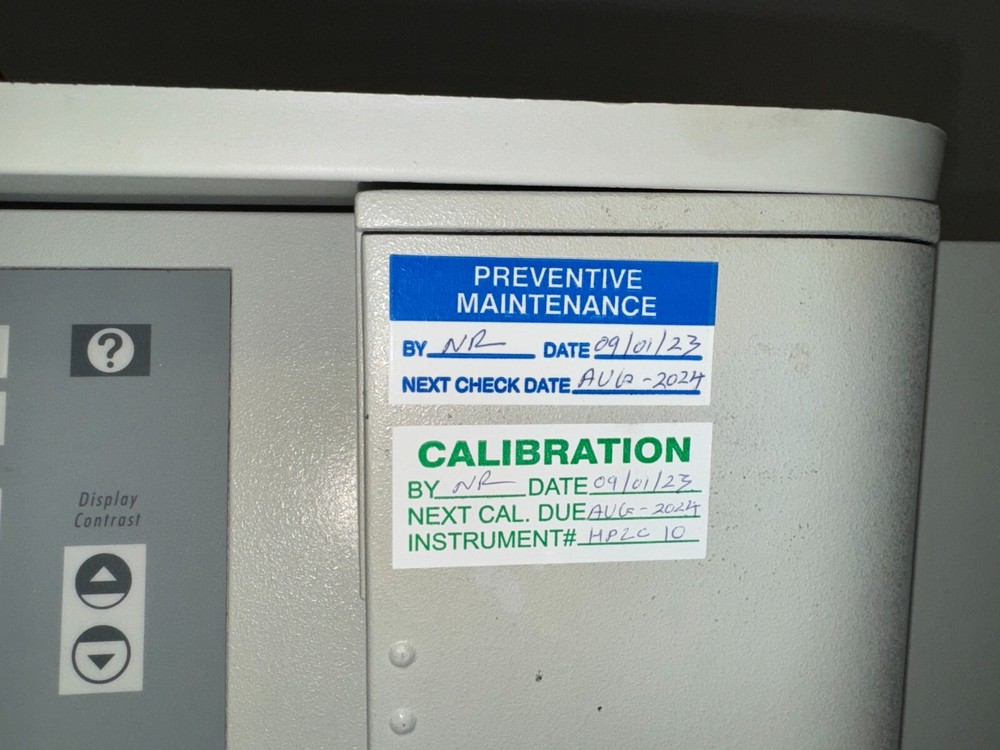 ?
Display
Contrast
PREVENTIVE
MAINTENANCE
BY NR DATE 09/01/23
NEXT CHECK DATE AUG-2024
CALIBRATION
BY NR DATE 09/01/23
NEXT CAL. DUE AUG-2024
INSTRUMENT# HPLC 10